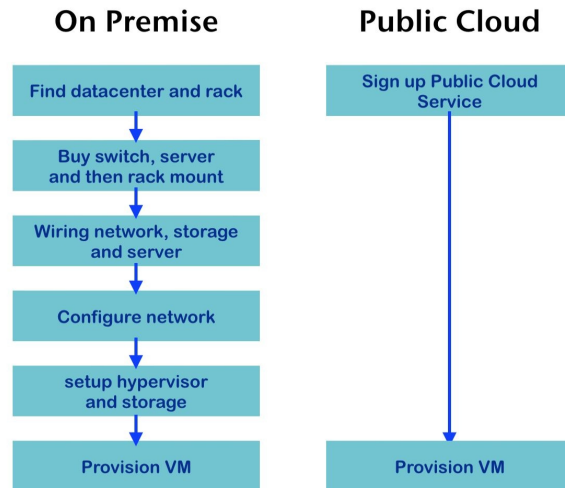 On Premise
Find datacenter and rack
Buy switch, server
and then rack mount
Wiring network, storage
and server
Configure network
setup hypervisor
and storage
Provision VM
Public Cloud
Sign up Public Cloud
Service
Provision VM